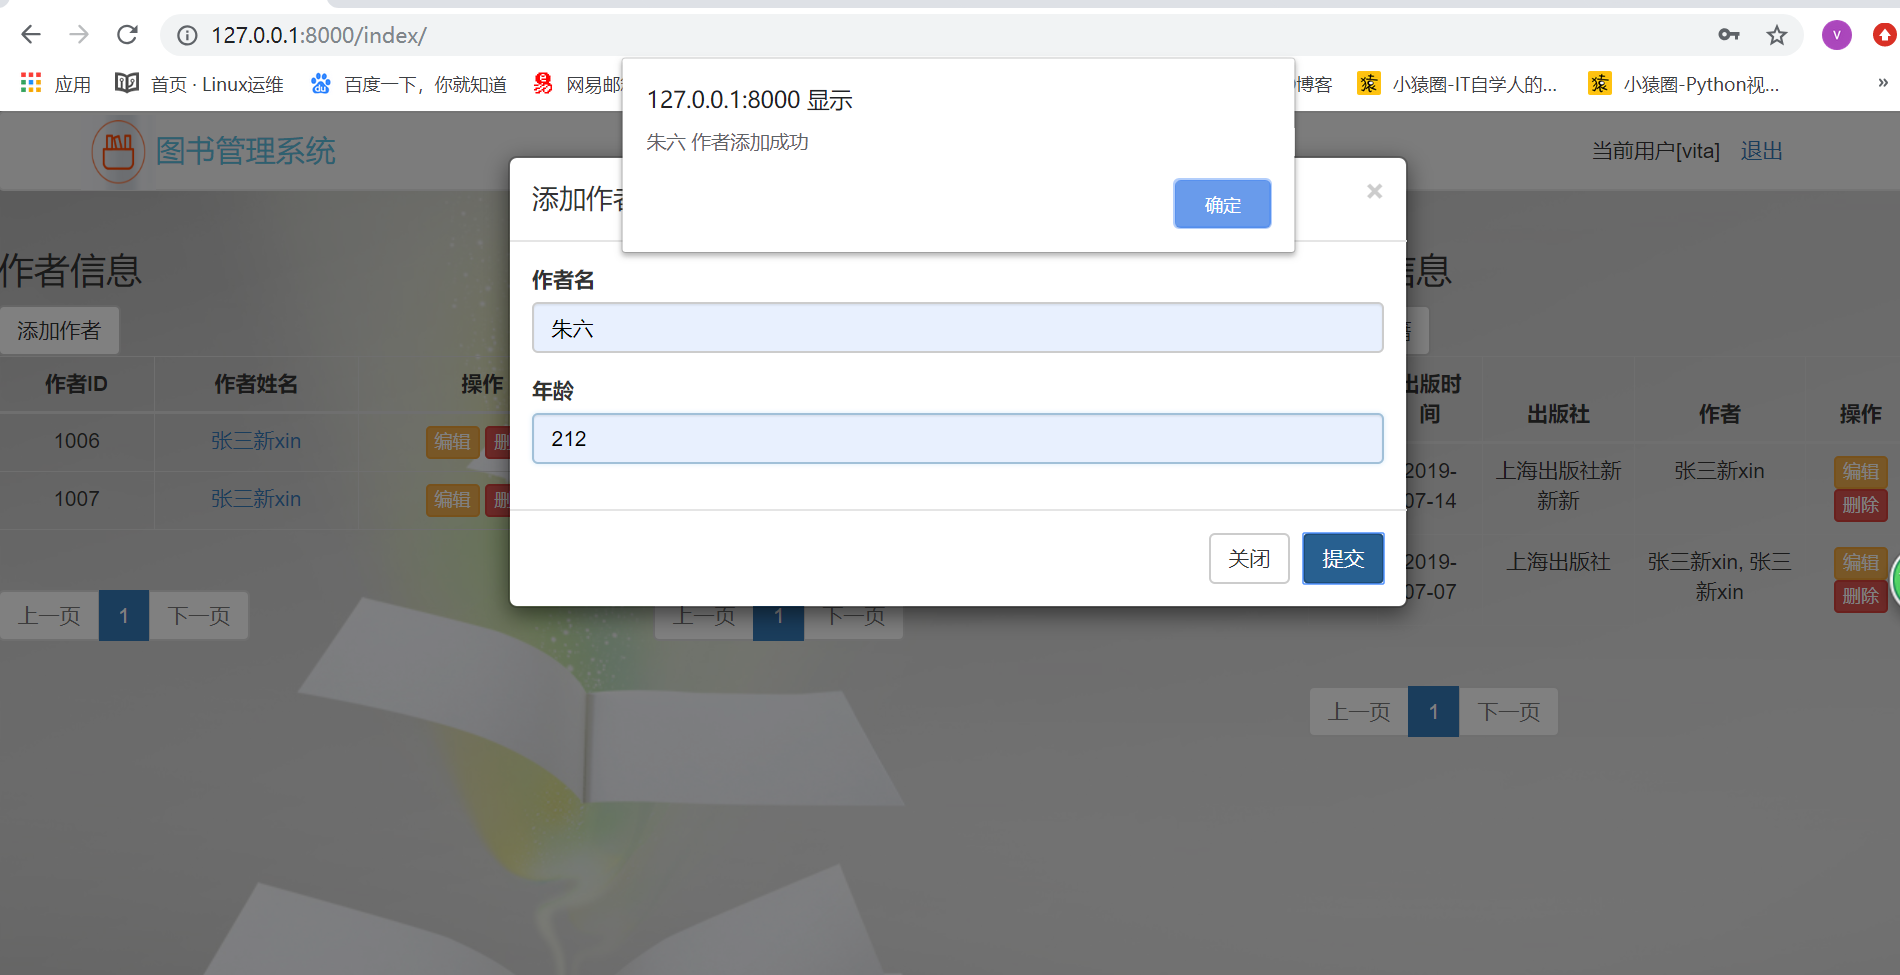 127.0.0.1:8000/index/
V
应用
首页 · Linux运维
百度一下，你就知道
网易邮
博客
小猿圈-IT自学人的...
小猿圈-Python视...
»
127.0.0.1:8000 显示
朱六 作者添加成功
确定
图书管理系统
当前用户[vita] 退出
添加作者
×
作者名
朱六
年龄
212
关闭
提交
作者信息
添加作者
作者ID 作者姓名 操作
1006 张三新xin 编辑 删
1007 张三新xin 编辑 删
上一页 1 下一页
上一页 1 下一页
信息
出版时
间 出版社 作者 操作
2019-
07-14
上海出版社新
新新
张三新xin
编辑
删除
2019-
07-07
上海出版社
张三新xin, 张三
新xin
编辑
删除
上一页 1 下一页